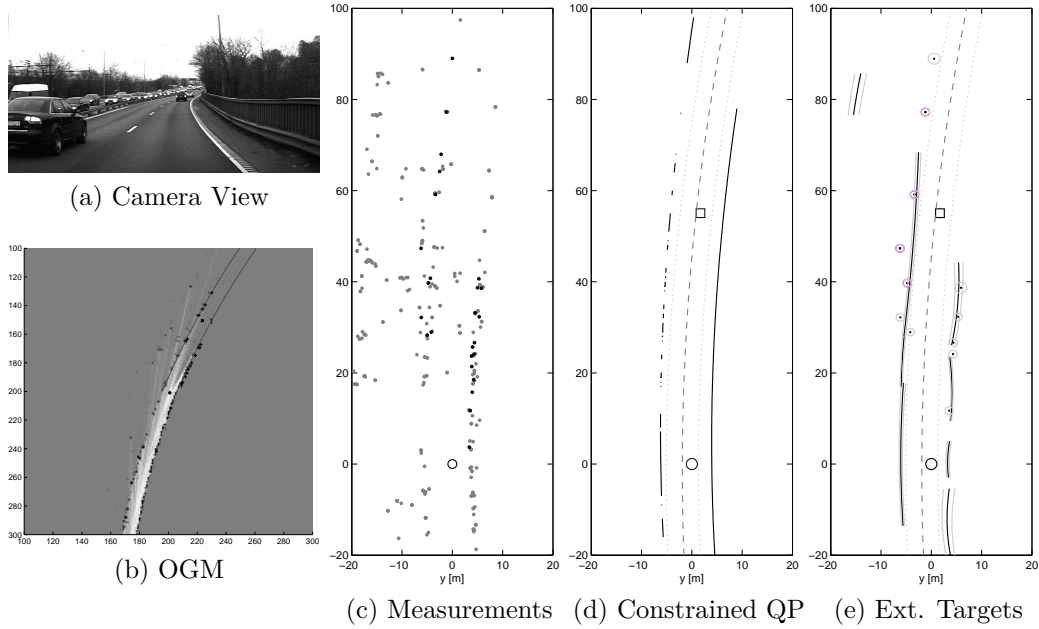 (a) Camera View
100
120
140
160
180
200
220
240
260
280
300
100 120 140 160 180 200 220 240 260 280 300
(b) OGM
100
80
60
40
20
0
−20
−20 −10 0 10 20
y [m]
(c) Measurements
100
80
60
40
20
0
−20
−20 −10 0 10 20
y [m]
(d) Constrained QP
100
80
60
40
20
0
−20
−20 −10 0 10 20
y [m]
(e) Ext. Targets